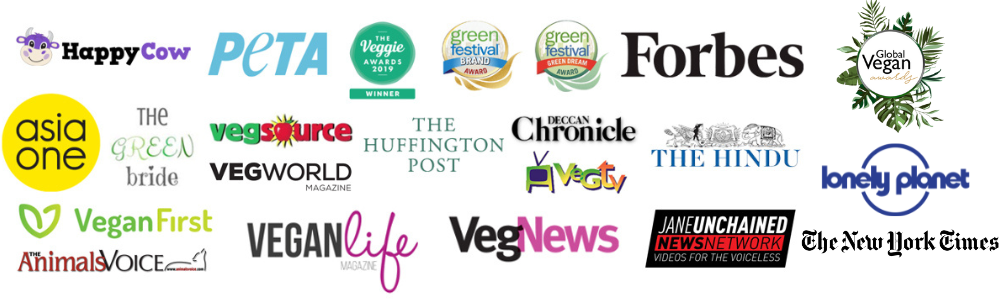 HappyCow
PeTA
THE
Veggie
AWARDS
2019
WINNER
green
festival
BRAND
AWARD
green
festival
GREEN DREAM
AWARD
Forbes
Global
Vegan
awards
asia
one
THE
GREEN
bride
vegsource
VEGWORLD
MAGAZINE
THE
HUFFINGTON
POST
DECCAN
Chronicle
VegTV
THE HINDU
lonely planet
VeganFirst
THE AnimalsVOICE
VEGANlife
MAGAZINE
VegNews
JANEUNCHAINED
NEWSNETWORK
VIDEOS FOR THE VOICELESS
The New York Times